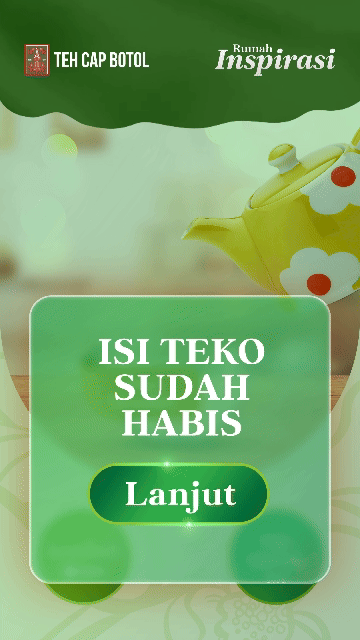 TEH CAP BOTOL
Rumah
Inspirasi
ISI TEKO
SUDAH
HABIS
Lanjut